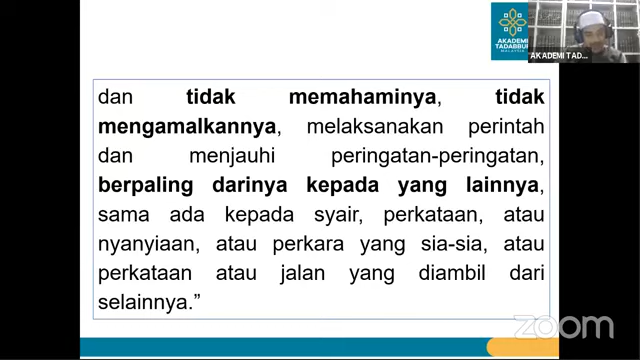 AKADEMI
TADABBUR
MALAYSIA
AKADEMI TAD...
dan tidak memahaminya, tidak
mengamalkannya, melaksanakan perintah
dan menjauhi peringatan-peringatan,
berpaling darinya kepada yang lainnya,
sama ada kepada syair, perkataan, atau
nyanyiaan, atau perkara yang sia-sia, atau
perkataan atau jalan yang diambil dari
selainnya.”
zoom